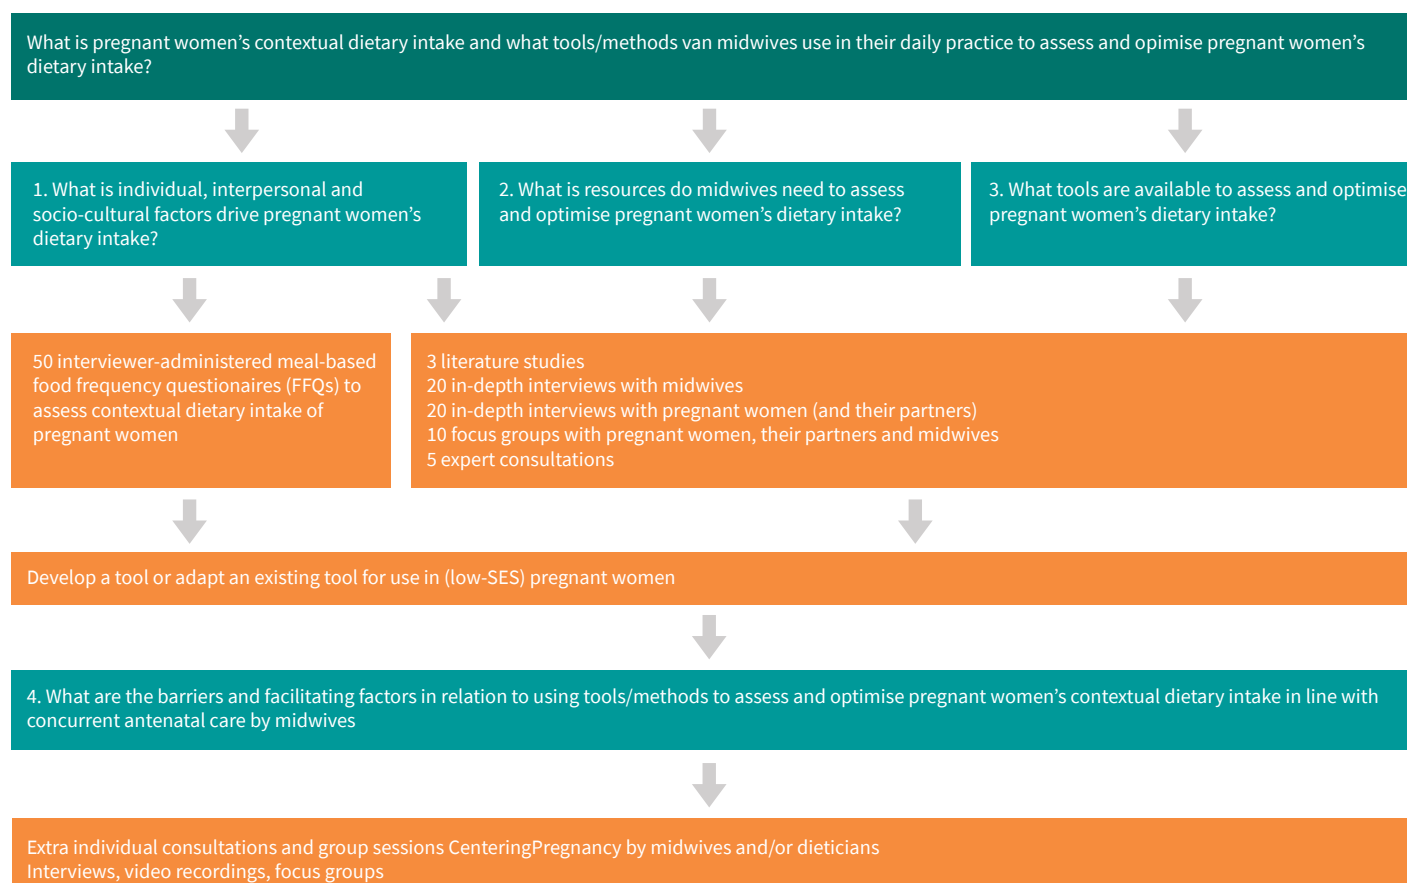 What is pregnant women’s contextual dietary intake and what tools/methods van midwives use in their daily practice to assess and opimise pregnant women’s
dietary intake?
1. What is individual, interpersonal and
socio-cultural factors drive pregnant women’s
dietary intake?
2. What is resources do midwives need to assess
and optimise pregnant women’s dietary intake?
3. What tools are available to assess and optimise
pregnant women’s dietary intake?
50 interviewer-administered meal-based
food frequency questionaires (FFQs) to
assess contextual dietary intake of
pregnant women
3 literature studies
20 in-depth interviews with midwives
20 in-depth interviews with pregnant women (and their partners)
10 focus groups with pregnant women, their partners and midwives
5 expert consultations
Develop a tool or adapt an existing tool for use in (low-SES) pregnant women
4. What are the barriers and facilitating factors in relation to using tools/methods to assess and optimise pregnant women’s contextual dietary intake in line with
concurrent antenatal care by midwives
Extra individual consultations and group sessions CenteringPregnancy by midwives and/or dieticians
Interviews, video recordings, focus groups